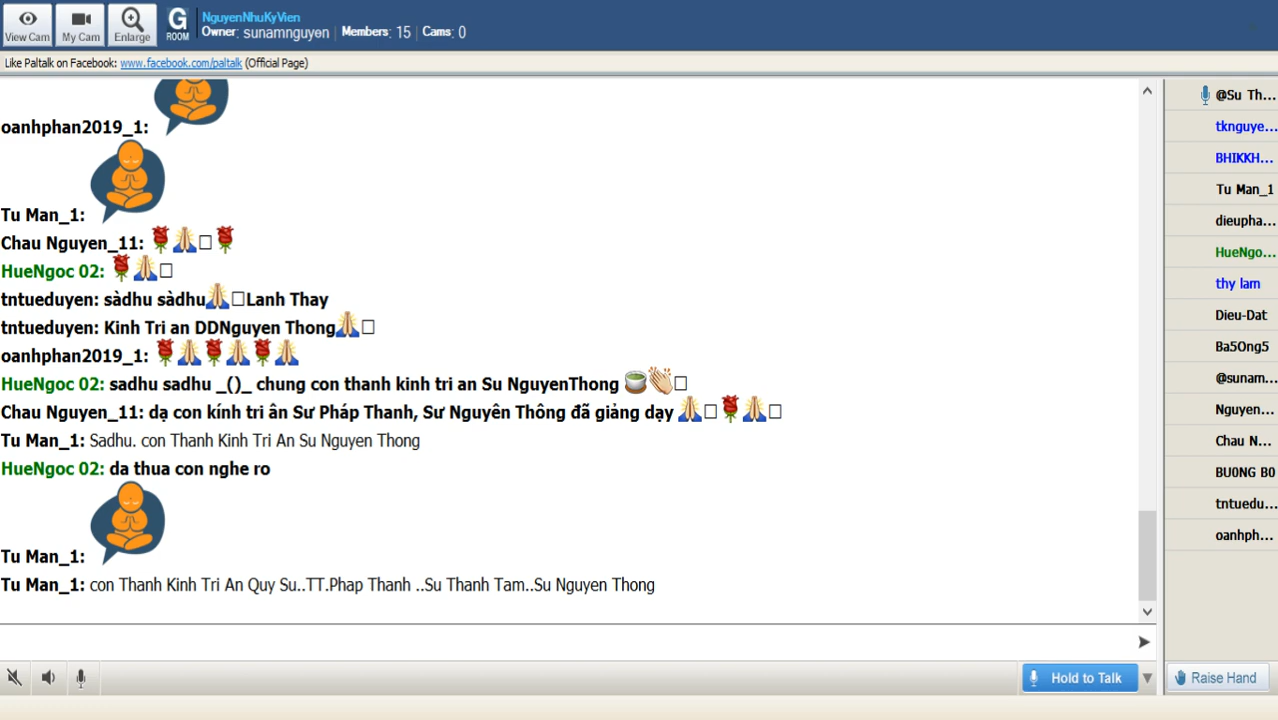 View Cam
My Cam
Enlarge
G
ROOM
NguyenNhuKyVien
Owner: sunamnguyen
Members: 15
Cams: 0
Like Paltalk on Facebook: www.facebook.com/paltalk (Official Page)
oanhphan2019_1:
Tu Man_1:
Chau Nguyen_11: 🌹🙏□🌹
HueNgoc 02: 🌹🙏□
tntueduyen: sàdhu sàdhu🙏□Lanh Thay
tntueduyen: Kinh Tri an DDNguyen Thong🙏□
oanhphan2019_1: 🌹🙏🌹🙏🌹🙏
HueNgoc 02: sadhu sadhu _()_ chung con thanh kinh tri an Su NguyenThong 🍵👏□
Chau Nguyen_11: dạ con kính tri ân Sư Pháp Thanh, Sư Nguyên Thông đã giảng dạy 🙏□🌹🙏□
Tu Man_1: Sadhu. con Thanh Kinh Tri An Su Nguyen Thong
HueNgoc 02: da thua con nghe ro
Tu Man_1:
Tu Man_1: con Thanh Kinh Tri An Quy Su..TT.Phap Thanh ..Su Thanh Tam..Su Nguyen Thong
@Su Th...
tknguye...
BHIKKH...
Tu Man_1
dieupha...
HueNgo...
thy lam
Dieu-Dat
Ba5Ong5
@sunam...
Nguyen...
Chau N...
BU0NG B0
tntuedu...
oanhph...
Hold to Talk
Raise Hand